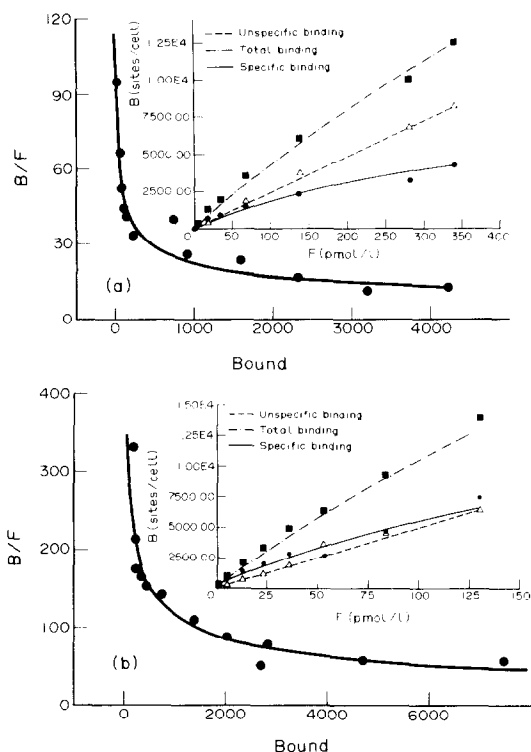 120
90
60
30
0
B/F
(a)
0
1000
2000
3000
4000
Bound
Unspecific binding
Total binding
Specific binding
B (sites/cell)
1.25E4
1.00E4
7500.00
5000.00
2500.00
0
50
100
150
200
250
300
350
400
F (pmol/l)
400
300
200
100
0
B/F
(b)
0
2000
4000
6000
Bound
Unspecific binding
Total binding
Specific binding
B (sites/cell)
1.50E4
1.25E4
1.00E4
7500.00
5000.00
2500.00
0
25
50
75
100
125
150
F (pmol/l)